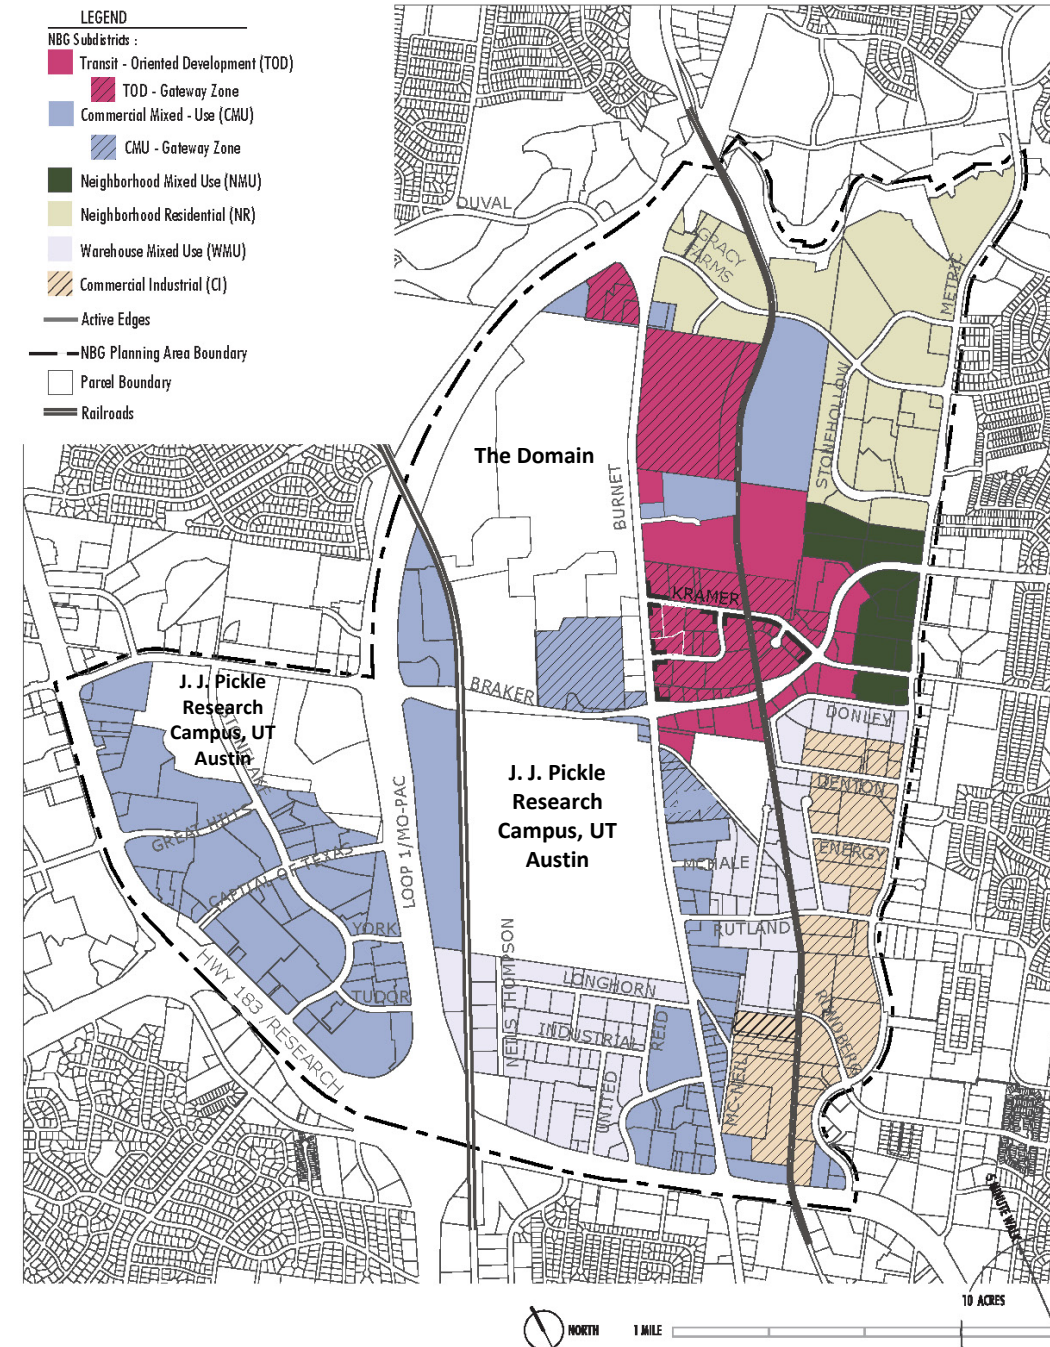 LEGEND
NBG Subdistricts :
Transit - Oriented Development (TOD)
TOD - Gateway Zone
Commercial Mixed - Use (CMU)
CMU - Gateway Zone
Neighborhood Mixed Use (NMU)
Neighborhood Residential (NR)
Warehouse Mixed Use (WMU)
Commercial Industrial (CI)
Active Edges
NBG Planning Area Boundary
Parcel Boundary
Railroads
DUVAL
GRACY
FARMS
METRIC
STONEHOLLOW
The Domain
BURNET
KRAMER
BRAKER
DONLEY
DENTON
ENERGY
J. J. Pickle
Research
Campus, UT
Austin
J. J. Pickle
Research
Campus, UT
Austin
GREAT HILLS
CAPITAL OF TEXAS
LOOP 1/MO-PAC
MCHALE
RUTLAND
YORK
TUDOR
HWY 183 /RESEARCH
NEILS THOMPSON
LONGHORN
INDUSTRIAL
REID
UNITED
MC-NEIL
5 MINUTE WALK
10 ACRES
NORTH
1 MILE